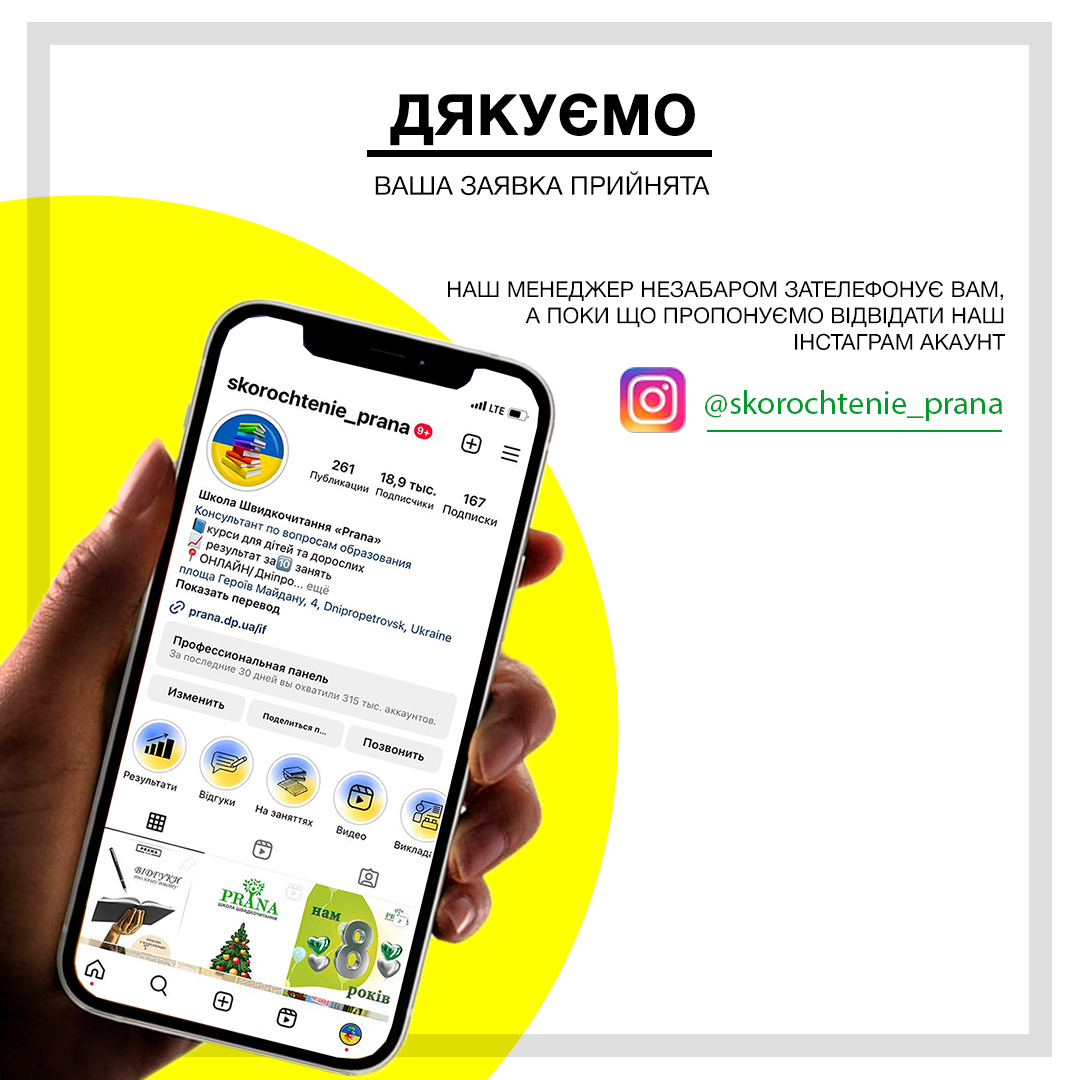 ДЯКУЄМО
ВАША ЗАЯВКА ПРИЙНЯТА
НАШ МЕНЕДЖЕР НЕЗАБАРОМ ЗАТЕЛЕФОНУЄ ВАМ,
А ПОКИ ЩО ПРОПОНУЄМО ВІДВІДАТИ НАШ
ІНСТАГРАМ АКАУНТ
@skorochtenie_prana
LTE
skorochtenie_prana 9+
261 18,9 тыс. 167
Публикации Подписчики Подписки
Школа Швидкочитання «Prana»
Консультант по вопросам образования
📘курси для дітей та дорослих
📈 результат за🔟 занять
📍ОНЛАЙН/ Дніпро... ещё
площа Героїв Майдану, 4, Dnipropetrovsk, Ukraine
Показать перевод
prana.dp.ua/if
Профессиональная панель
За последние 30 дней вы охватили 315 тыс. аккаунтов.
Изменить Поделиться п... Позвонить
Результати Відгуки На заняттях Видео Виклада
ВІДГУКИ
PRANA
ШКОЛА ШВИДКОЧИТАННЯ
нам
8
років